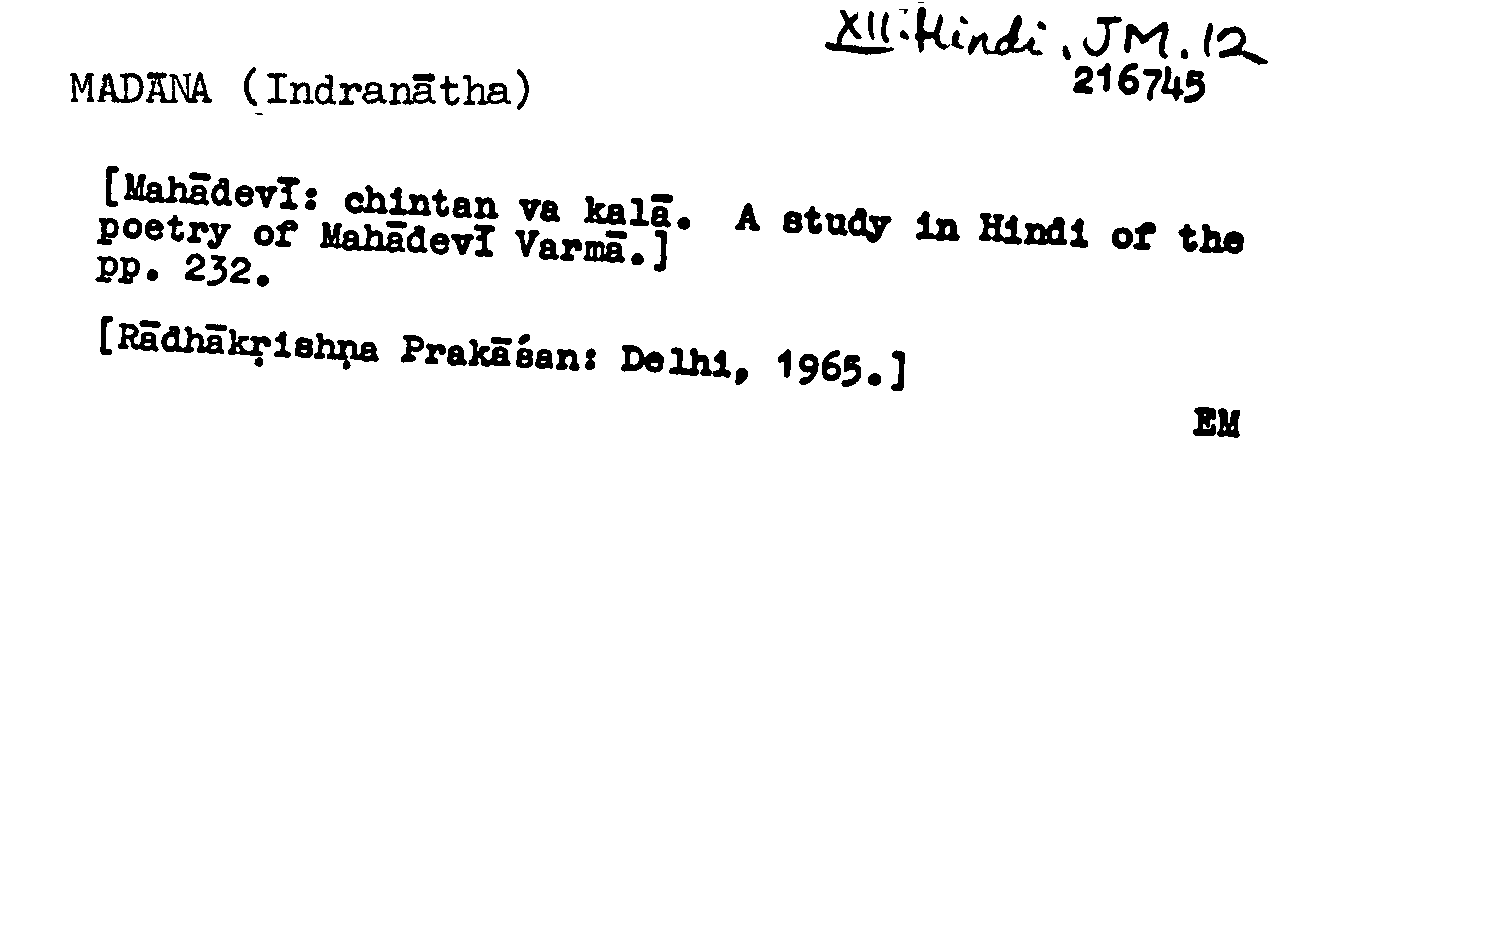 XII: Hindi. JM. 12
216745
MADĀNA (Indranātha)
[Mahādevī: chintan va kalā. A study in Hindi of the
poetry of Mahādevī Varmā.]
pp. 232.
[Rādhākṛishṇa Prakāśan: Delhi, 1965.]
EM